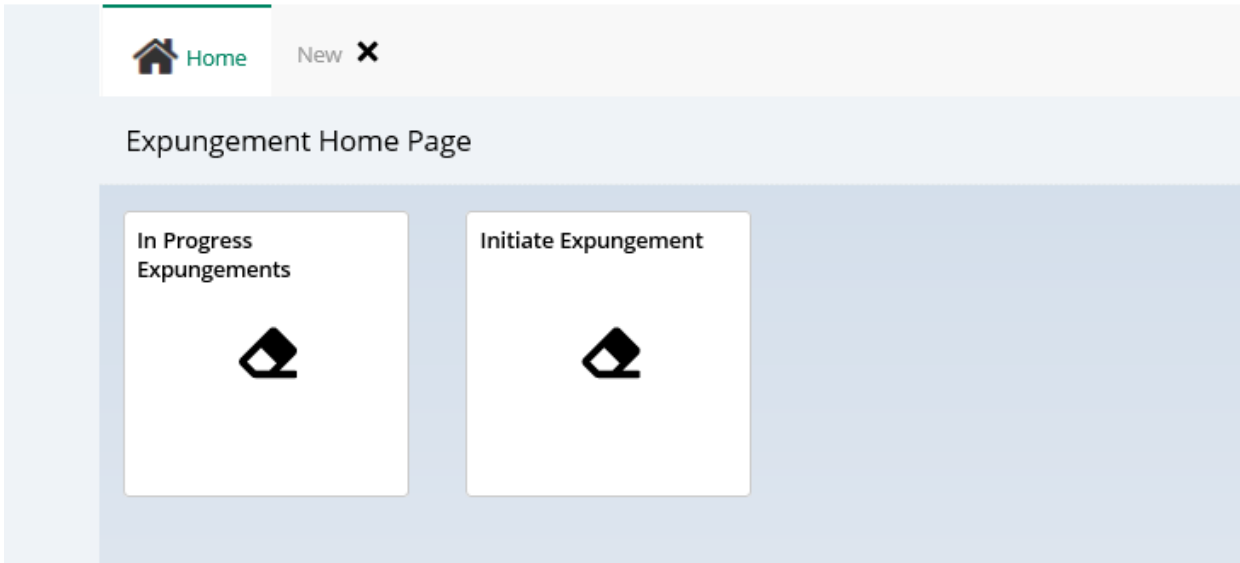 Home
New
Expungement Home Page
In Progress
Expungements
Initiate Expungement